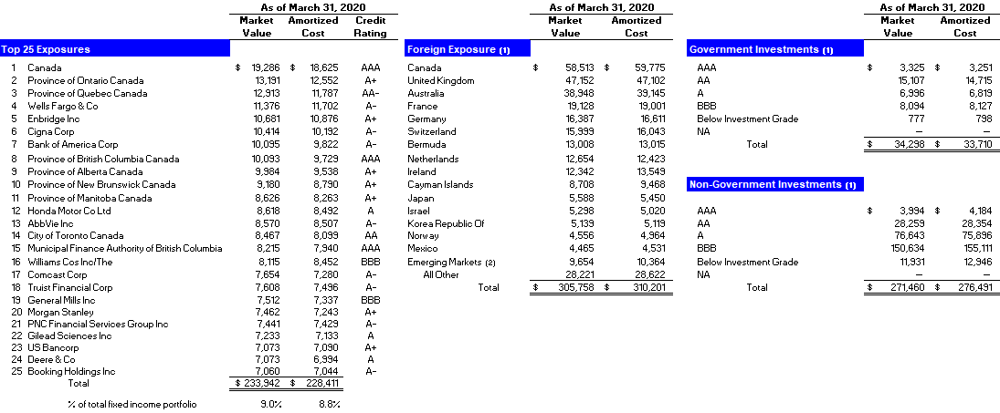 As of March 31, 2020
Market Amortized Credit
Value Cost Rating
Top 25 Exposures
1 Canada $ 19,286 $ 18,625 AAA
2 Province of Ontario Canada 13,191 12,552 A+
3 Province of Quebec Canada 12,913 11,787 AA-
4 Wells Fargo & Co 11,376 11,702 A-
5 Enbridge Inc 10,681 10,876 A+
6 Cigna Corp 10,414 10,192 A-
7 Bank of America Corp 10,095 9,822 A-
8 Province of British Columbia Canada 10,093 9,729 AAA
9 Province of Alberta Canada 9,984 9,538 A+
10 Province of New Brunswick Canada 9,180 8,790 A+
11 Province of Manitoba Canada 8,626 8,263 A+
12 Honda Motor Co Ltd 8,618 8,492 A
13 AbbVie Inc 8,570 8,507 A-
14 City of Toronto Canada 8,467 8,099 AA
15 Municipal Finance Authority of British Columbia 8,215 7,940 AAA
16 Williams Cos Inc/The 8,115 8,452 BBB
17 Comcast Corp 7,654 7,280 A-
18 Truist Financial Corp 7,608 7,496 A-
19 General Mills Inc 7,512 7,337 BBB
20 Morgan Stanley 7,462 7,243 A+
21 PNC Financial Services Group Inc 7,441 7,429 A-
22 Gilead Sciences Inc 7,233 7,133 A
23 US Bancorp 7,073 7,090 A+
24 Deere & Co 7,073 6,994 A
25 Booking Holdings Inc 7,060 7,044 A-
Total $ 233,942 $ 228,411
% of total fixed income portfolio 9.0% 8.8%
As of March 31, 2020
Market Amortized
Value Cost
Foreign Exposure (1)
Canada $ 58,513 $ 59,775
United Kingdom 47,152 47,102
Australia 38,948 39,145
France 19,128 19,001
Germany 16,387 16,611
Switzerland 15,999 16,043
Bermuda 13,008 13,015
Netherlands 12,654 12,423
Ireland 12,342 13,549
Cayman Islands 8,708 9,468
Japan 5,588 5,450
Israel 5,298 5,020
Korea Republic Of 5,139 5,119
Norway 4,556 4,964
Mexico 4,465 4,531
Emerging Markets (2) 9,654 10,364
All Other 28,221 28,622
Total $ 305,758 $ 310,201
As of March 31, 2020
Market Amortized
Value Cost
Government Investments (1)
AAA $ 3,325 $ 3,251
AA 15,107 14,715
A 6,996 6,819
BBB 8,094 8,127
Below Investment Grade 777 798
NA — —
Total $ 34,298 $ 33,710
Non-Government Investments (1)
AAA $ 3,994 $ 4,184
AA 28,259 28,354
A 76,643 75,896
BBB 150,634 155,111
Below Investment Grade 11,931 12,946
NA — —
Total $ 271,460 $ 276,491